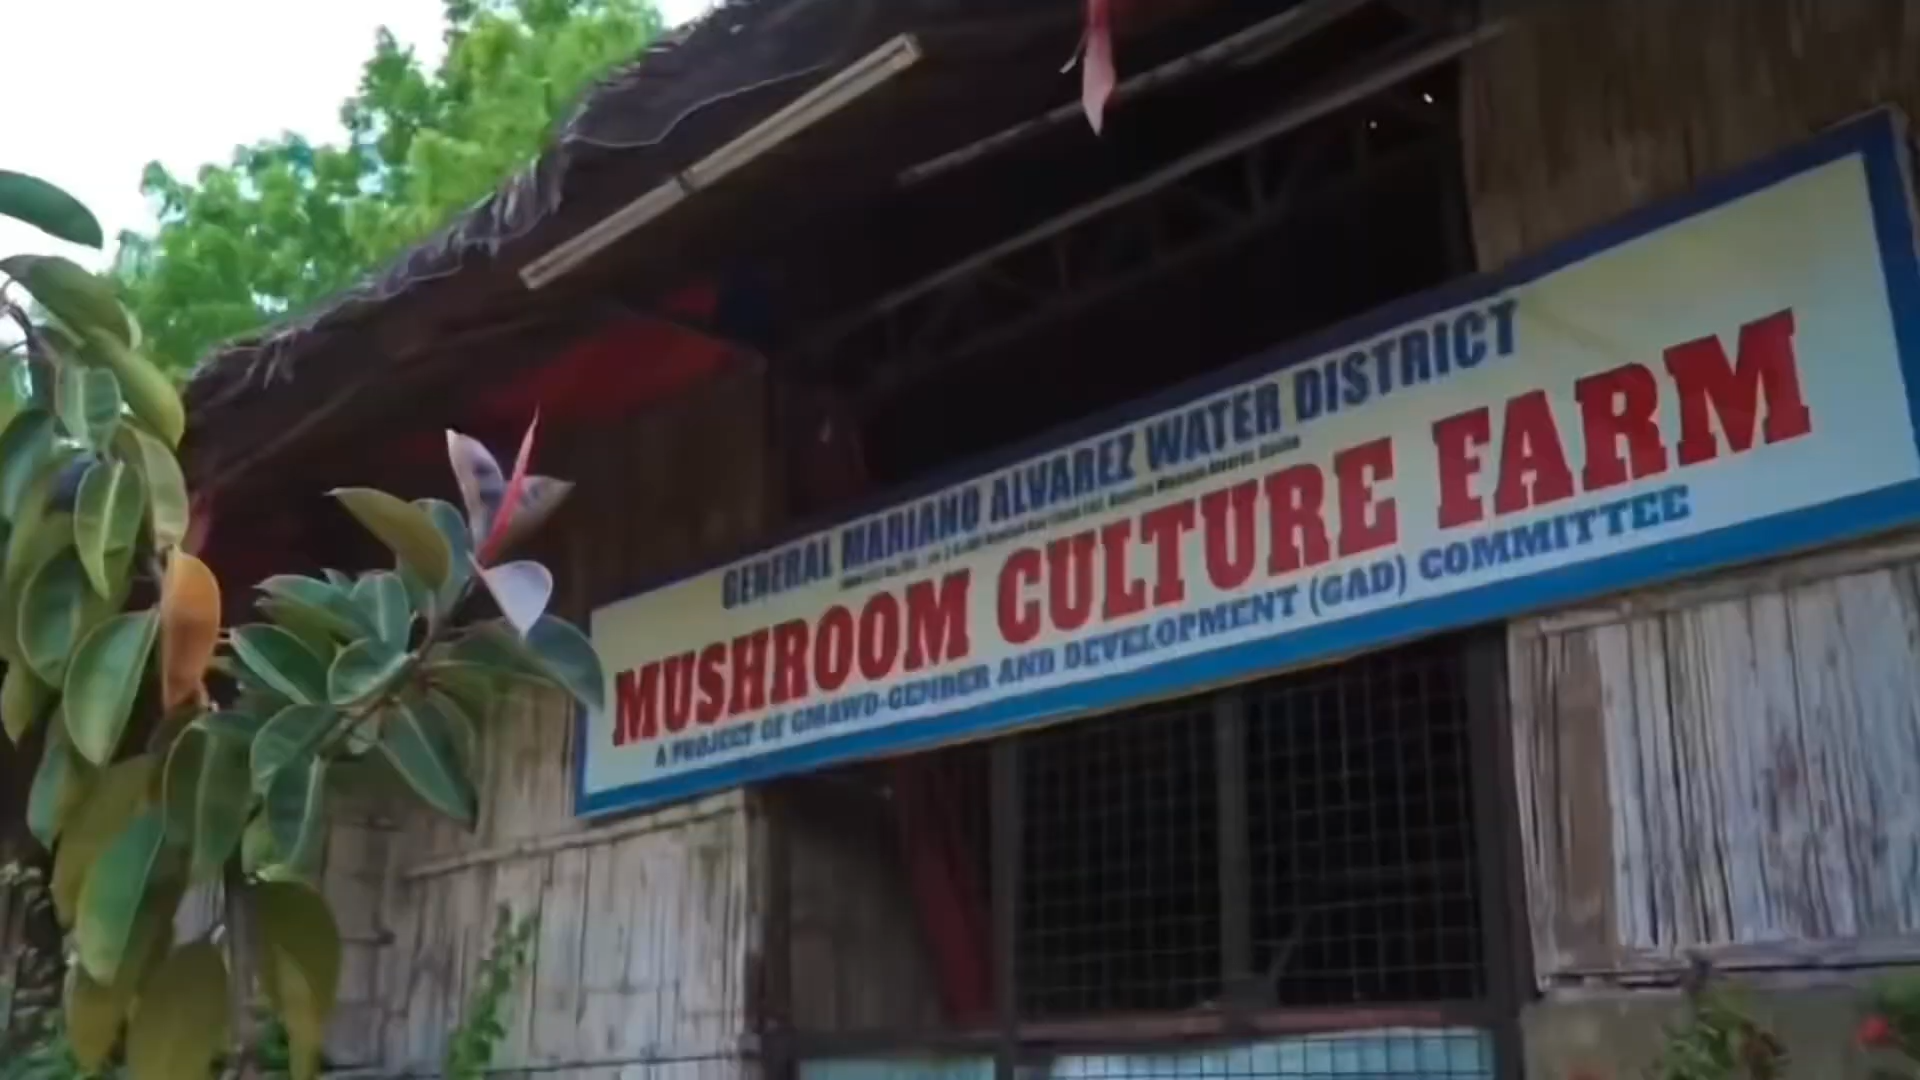 GENERAL MARIANO ALVAREZ WATER DISTRICT
MUSHROOM CULTURE FARM
A PROJECT OF GMAWD-GENDER AND DEVELOPMENT (GAD) COMMITTEE